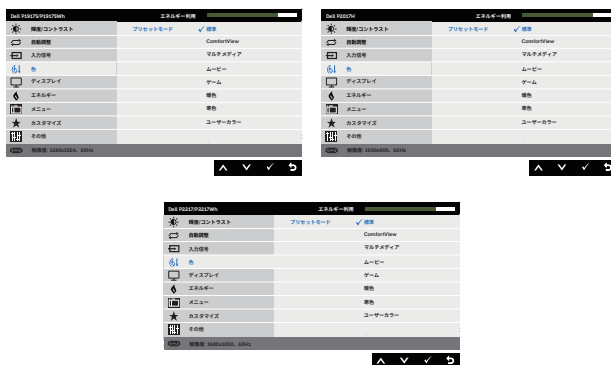 Dell P1917S/P1917SWh エネルギー利用
輝度/コントラスト プリセットモード ✓ 標準
自動調整 ComfortView
入力信号 マルチメディア
色 ムービー
ディスプレイ ゲーム
エネルギー 暖色
メニュー 寒色
カスタマイズ ユーザーカラー
その他
解像度: 1280x1024、60Hz
Dell P2017H エネルギー利用
輝度/コントラスト プリセットモード ✓ 標準
自動調整 ComfortView
入力信号 マルチメディア
色 ムービー
ディスプレイ ゲーム
エネルギー 暖色
メニュー 寒色
カスタマイズ ユーザーカラー
その他
解像度: 1600x900、60Hz
Dell P2217/P2217Wh エネルギー利用
輝度/コントラスト プリセットモード ✓ 標準
自動調整 ComfortView
入力信号 マルチメディア
色 ムービー
ディスプレイ ゲーム
エネルギー 暖色
メニュー 寒色
カスタマイズ ユーザーカラー
その他
解像度: 1680x1050、60Hz